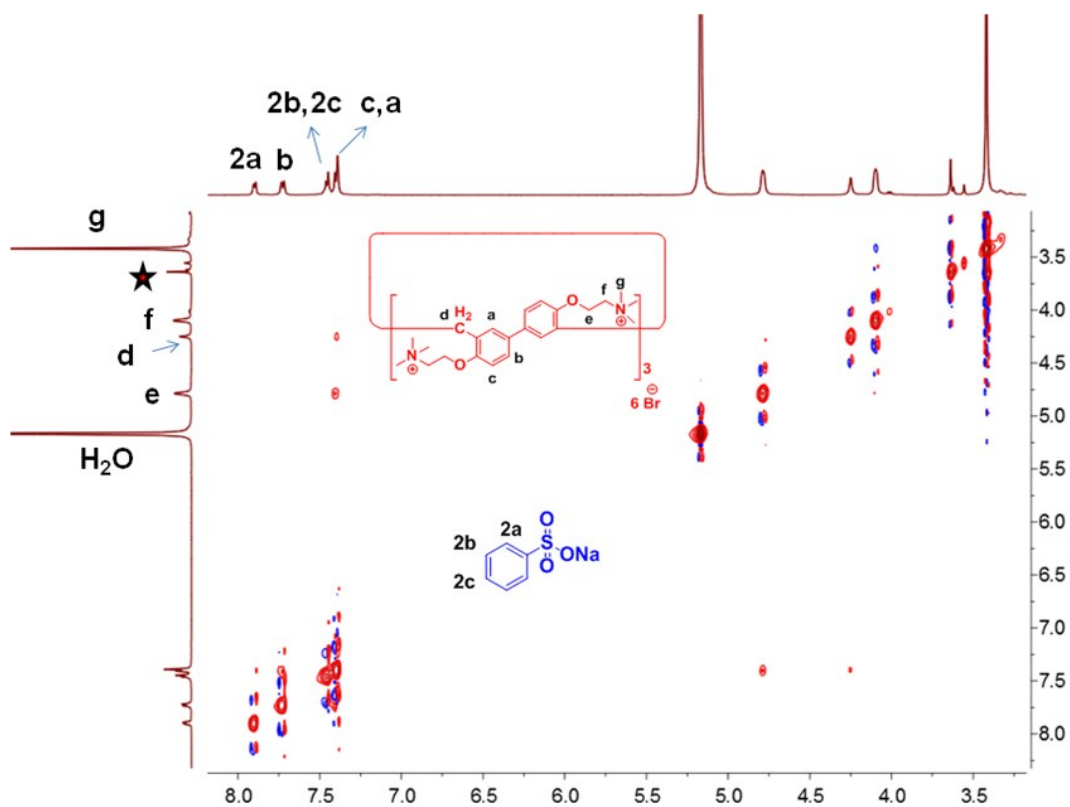 2b,2c c,a
2a b
g
f
d
e
H2O
H2
d C
a
b
c
O
e
f
g
N
⊕
N
⊕
O
3
⊖
6 Br
2a O
2b S ONa
2c O
3.5
4.0
4.5
5.0
5.5
6.0
6.5
7.0
7.5
8.0
8.0 7.5 7.0 6.5 6.0 5.5 5.0 4.5 4.0 3.5